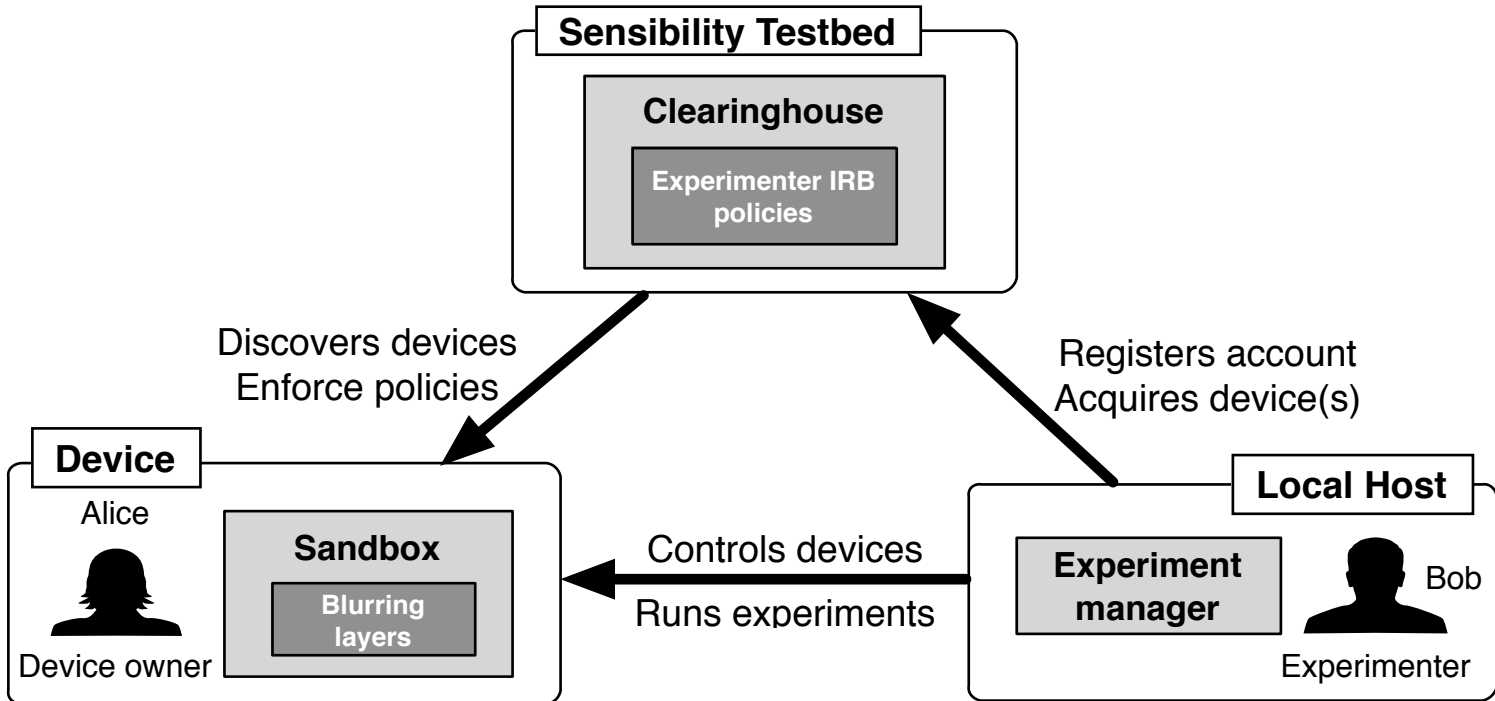 Sensibility Testbed
Clearinghouse
Experimenter IRB
policies
Discovers devices
Enforce policies
Registers account
Acquires device(s)
Device
Alice
Device owner
Sandbox
Blurring
layers
Controls devices
Runs experiments
Local Host
Experiment
manager
Bob
Experimenter